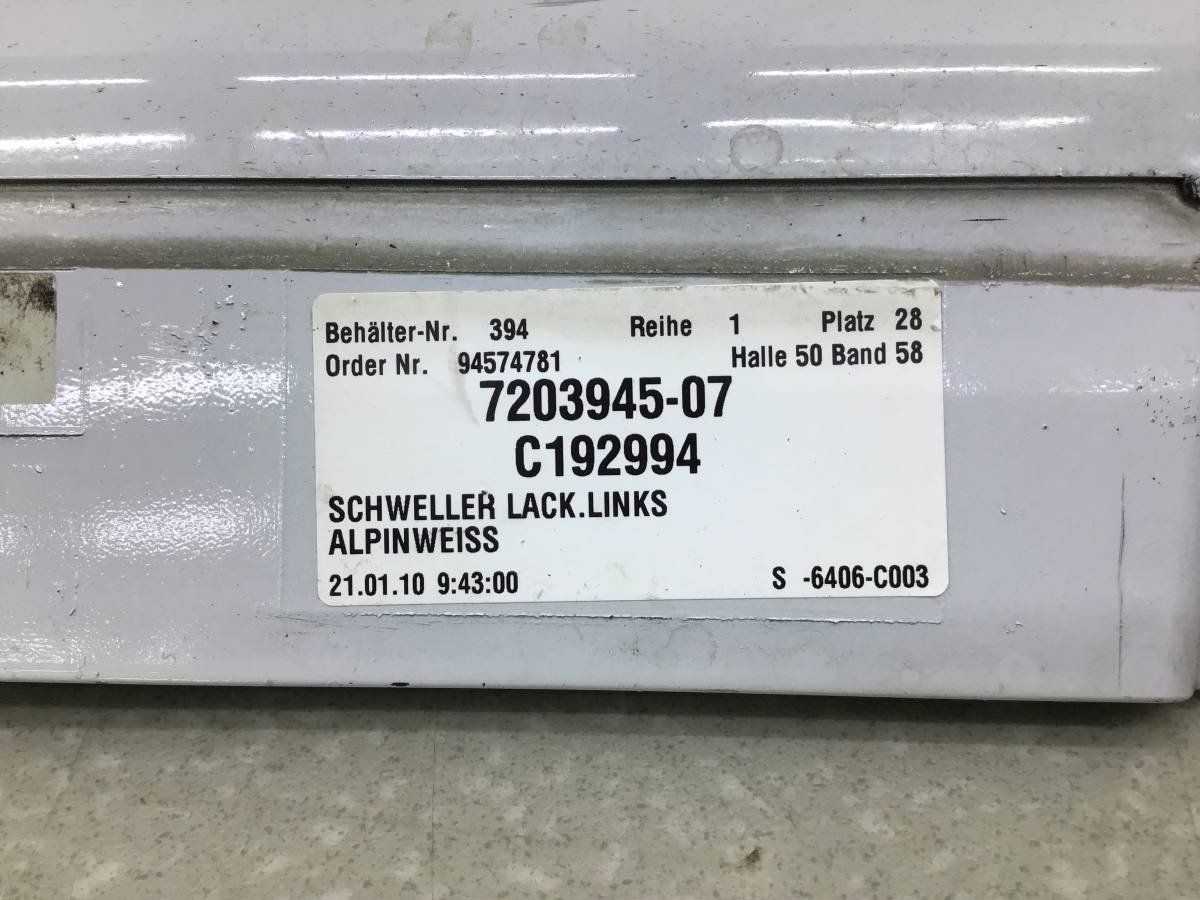 Behälter-Nr. 394 Reihe 1 Platz 28
Order Nr. 94574781 Halle 50 Band 58
7203945-07
C192994
SCHWELLER LACK.LINKS
ALPINWEISS
21.01.10 9:43:00 S -6406-C003